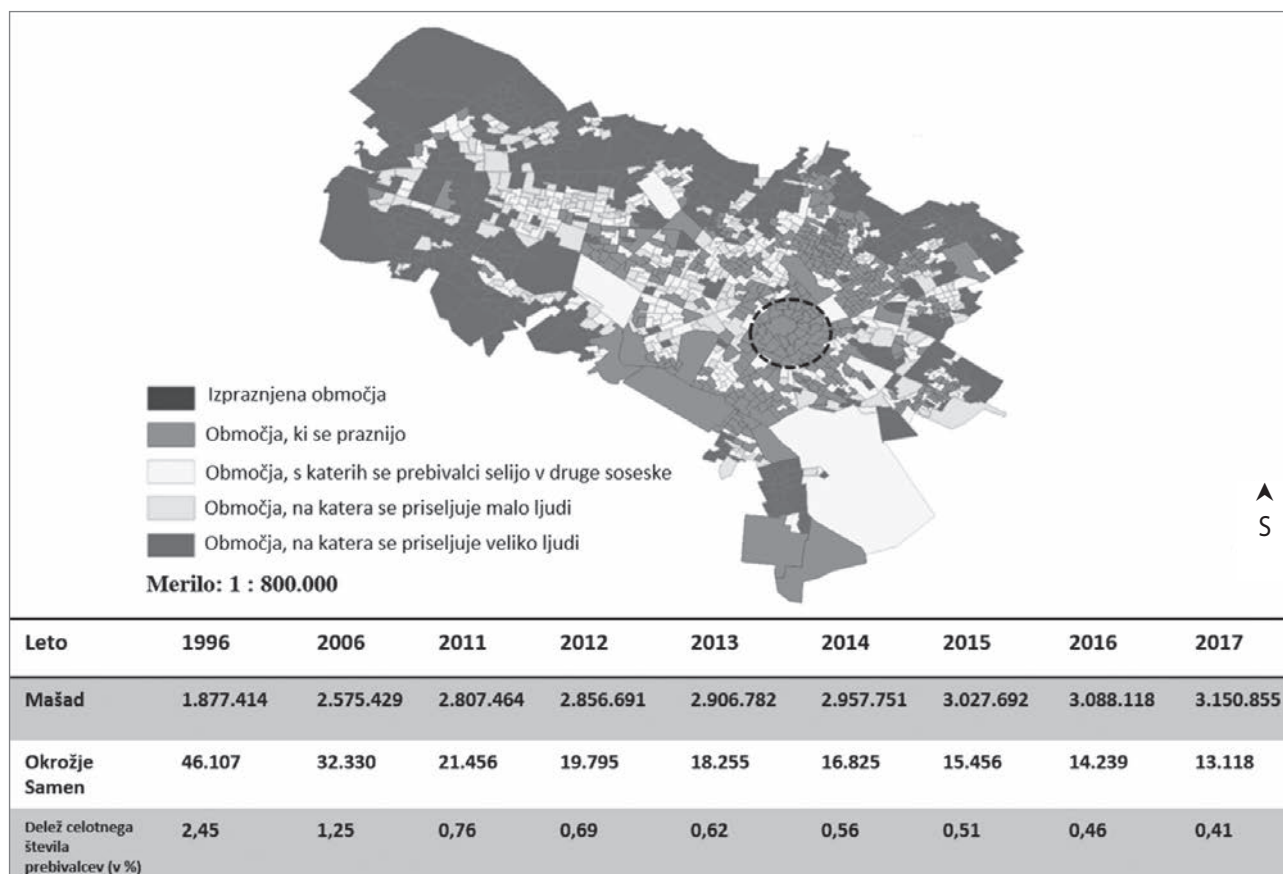 Izpraznjena območja
Območja, ki se praznijo
Območja, s katerih se prebivalci selijo v druge soseske
Območja, na katera se priseljuje malo ljudi
Območja, na katera se priseljuje veliko ljudi
Merilo: 1 : 800.000
S
Leto 1996 2006 2011 2012 2013 2014 2015 2016 2017
Mašad 1.877.414 2.575.429 2.807.464 2.856.691 2.906.782 2.957.751 3.027.692 3.088.118 3.150.855
Okrožje 46.107 32.330 21.456 19.795 18.255 16.825 15.456 14.239 13.118
Samen
Delež celotnega 2,45 1,25 0,76 0,69 0,62 0,56 0,51 0,46 0,41
števila
prebivalcev (v %)